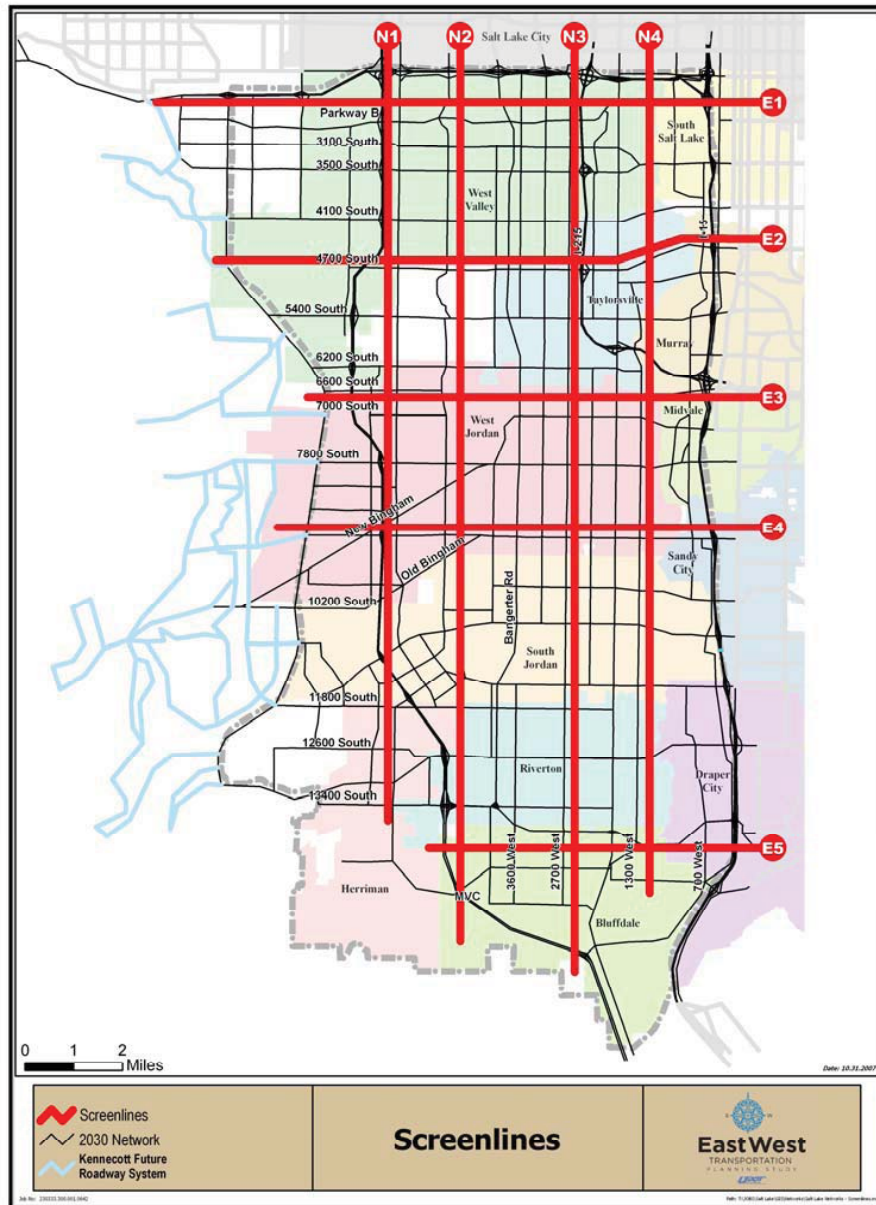 N1
N2
Salt Lake City
N3
N4
E1
Parkway B
South
Salt Lake
3100 South
3500 South
West
Valley
4100 South
I-215
I-15
E2
4700 South
Taylorsville
5400 South
Murray
6200 South
6600 South
E3
7000 South
Midvale
West
Jordan
7800 South
New Bingham
E4
Old Bingham
Sandy
City
10200 South
Bangerter Rd
South
Jordan
11800 South
12600 South
Riverton
Draper
City
13400 South
E5
3600 West
2700 West
1300 West
700 West
Herriman
MVC
Bluffdale
0 1 2
Miles
Date: 10.31.2007
Screenlines
2030 Network
Kennecott Future
Roadway System
Screenlines
EastWest
TRANSPORTATION
PLANNING STUDY
UDOT